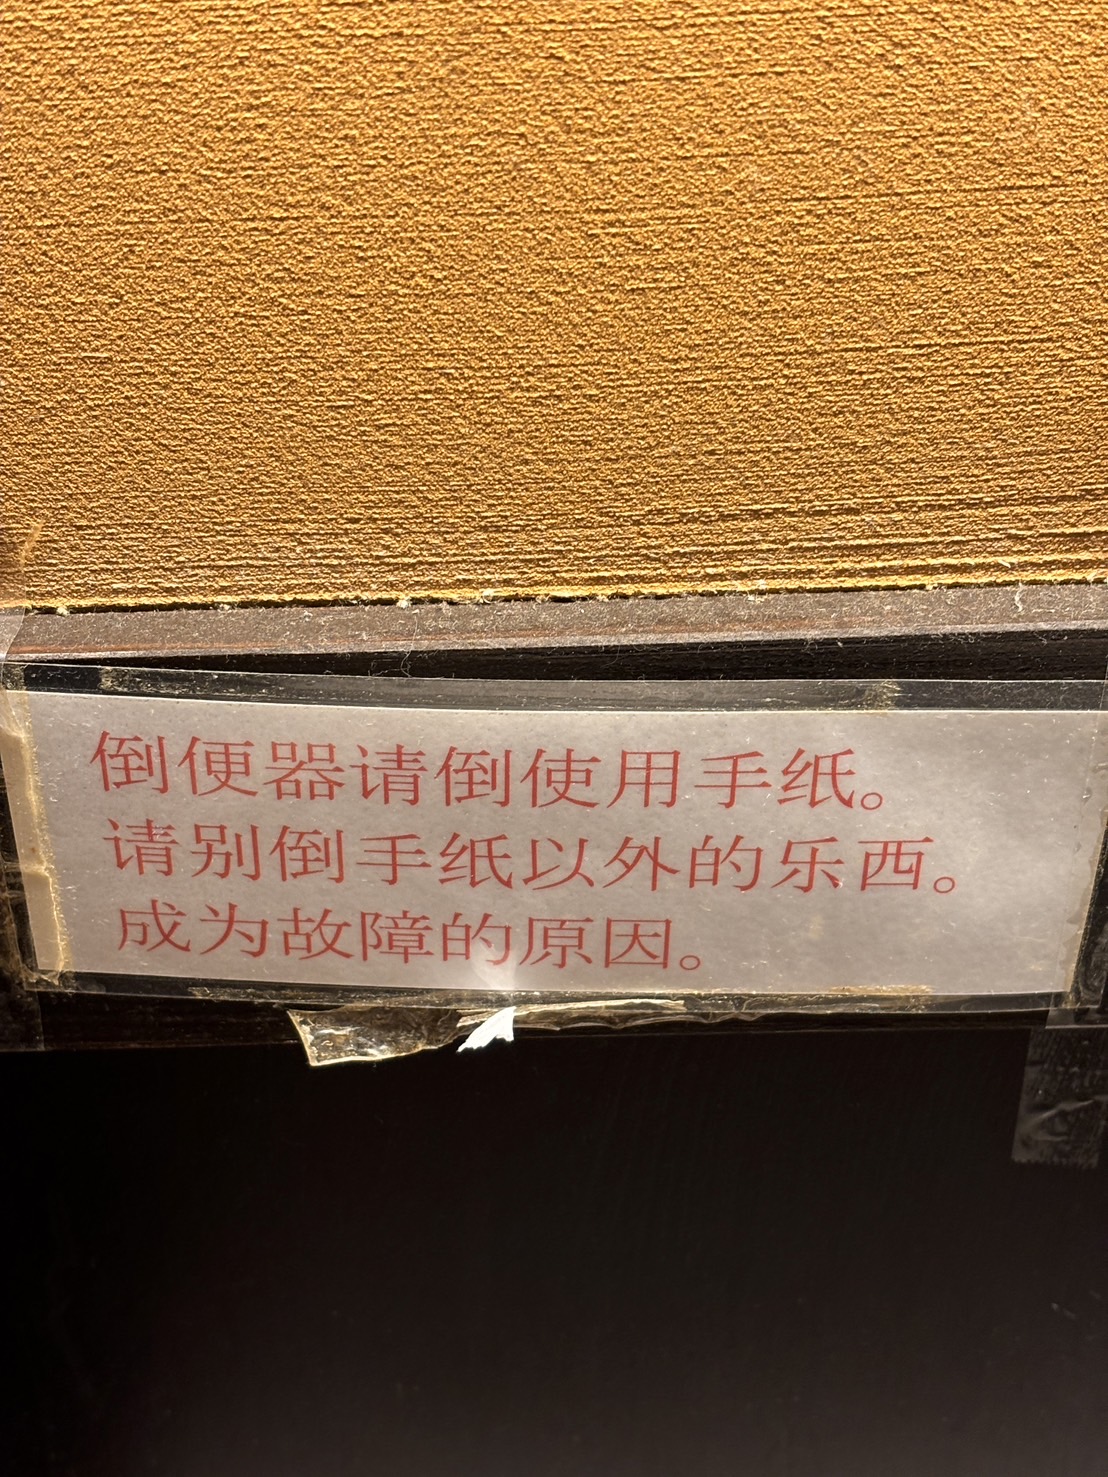 倒便器请倒使用手纸。
请别倒手纸以外的乐西。
成为故障的原因。